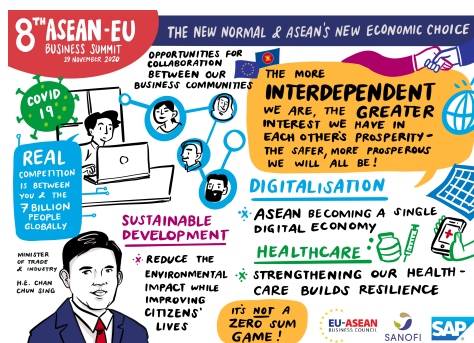 8TH ASEAN-EU
BUSINESS SUMMIT
19 NOVEMBER 2020
THE NEW NORMAL & ASEAN'S NEW ECONOMIC CHOICE
OPPORTUNITIES FOR
COLLABORATION
BETWEEN OUR
BUSINESS COMMUNITIES
COVID
19
THE MORE
INTERDEPENDENT
WE ARE, THE GREATER
INTEREST WE HAVE IN
EACH OTHER'S PROSPERITY-
THE SAFER, MORE PROSPEROUS
WE WILL ALL BE!
REAL
COMPETITION
IS BETWEEN
YOU & THE
7 BILLION
PEOPLE
GLOBALLY
DIGITALISATION
ASEAN BECOMING A SINGLE
DIGITAL ECONOMY
SUSTAINABLE
DEVELOPMENT
REDUCE THE
ENVIRONMENTAL
IMPACT WHILE
IMPROVING
CITIZENS'
LIVES
HEALTHCARE:
STRENGTHENING OUR HEALTH-
CARE BUILDS RESILIENCE
MINISTER
OF TRADE
& INDUSTRY
H.E. CHAN
CHUN SING
IT'S NOT A
ZERO SUM
GAME!
EU-ASEAN
BUSINESS COUNCIL
SANOFI
SAP